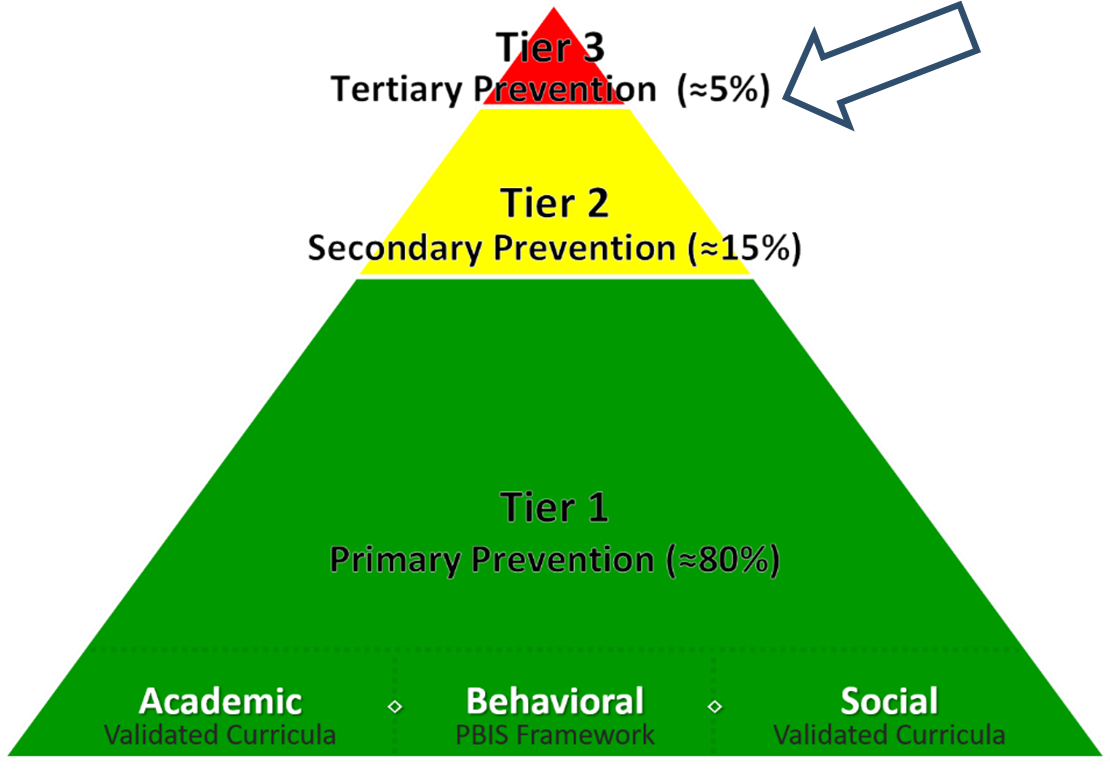 Tier 3
Tertiary Prevention (≈5%)
Tier 2
Secondary Prevention (≈15%)
Tier 1
Primary Prevention (≈80%)
Academic ◇ Behavioral ◇ Social
Validated Curricula PBIS Framework Validated Curricula